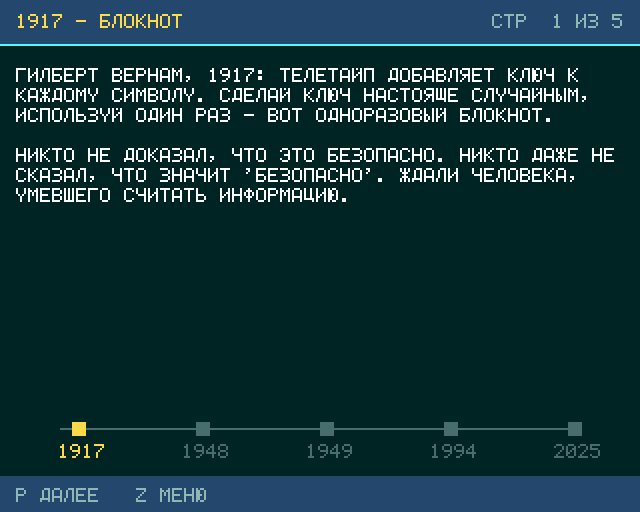 1917 - БЛОКНОТ
СТР 1 ИЗ 5
ГИЛБЕРТ ВЕРНАМ, 1917: ТЕЛЕТАЙП ДОБАВЛЯЕТ КЛЮЧ К
КАЖДОМУ СИМВОЛУ. СДЕЛАЙ КЛЮЧ НАСТОЯЩЕ СЛУЧАЙНЫМ,
ИСПОЛЬЗУЙ ОДИН РАЗ - ВОТ ОДНОРАЗОВЫЙ БЛОКНОТ.
НИКТО НЕ ДОКАЗАЛ, ЧТО ЭТО БЕЗОПАСНО. НИКТО ДАЖЕ НЕ
СКАЗАЛ, ЧТО ЗНАЧИТ 'БЕЗОПАСНО'. ЖДАЛИ ЧЕЛОВЕКА,
УМЕВШЕГО СЧИТАТЬ ИНФОРМАЦИЮ.
1917 1948 1949 1994 2025
P ДАЛЕЕ Z МЕНЮ